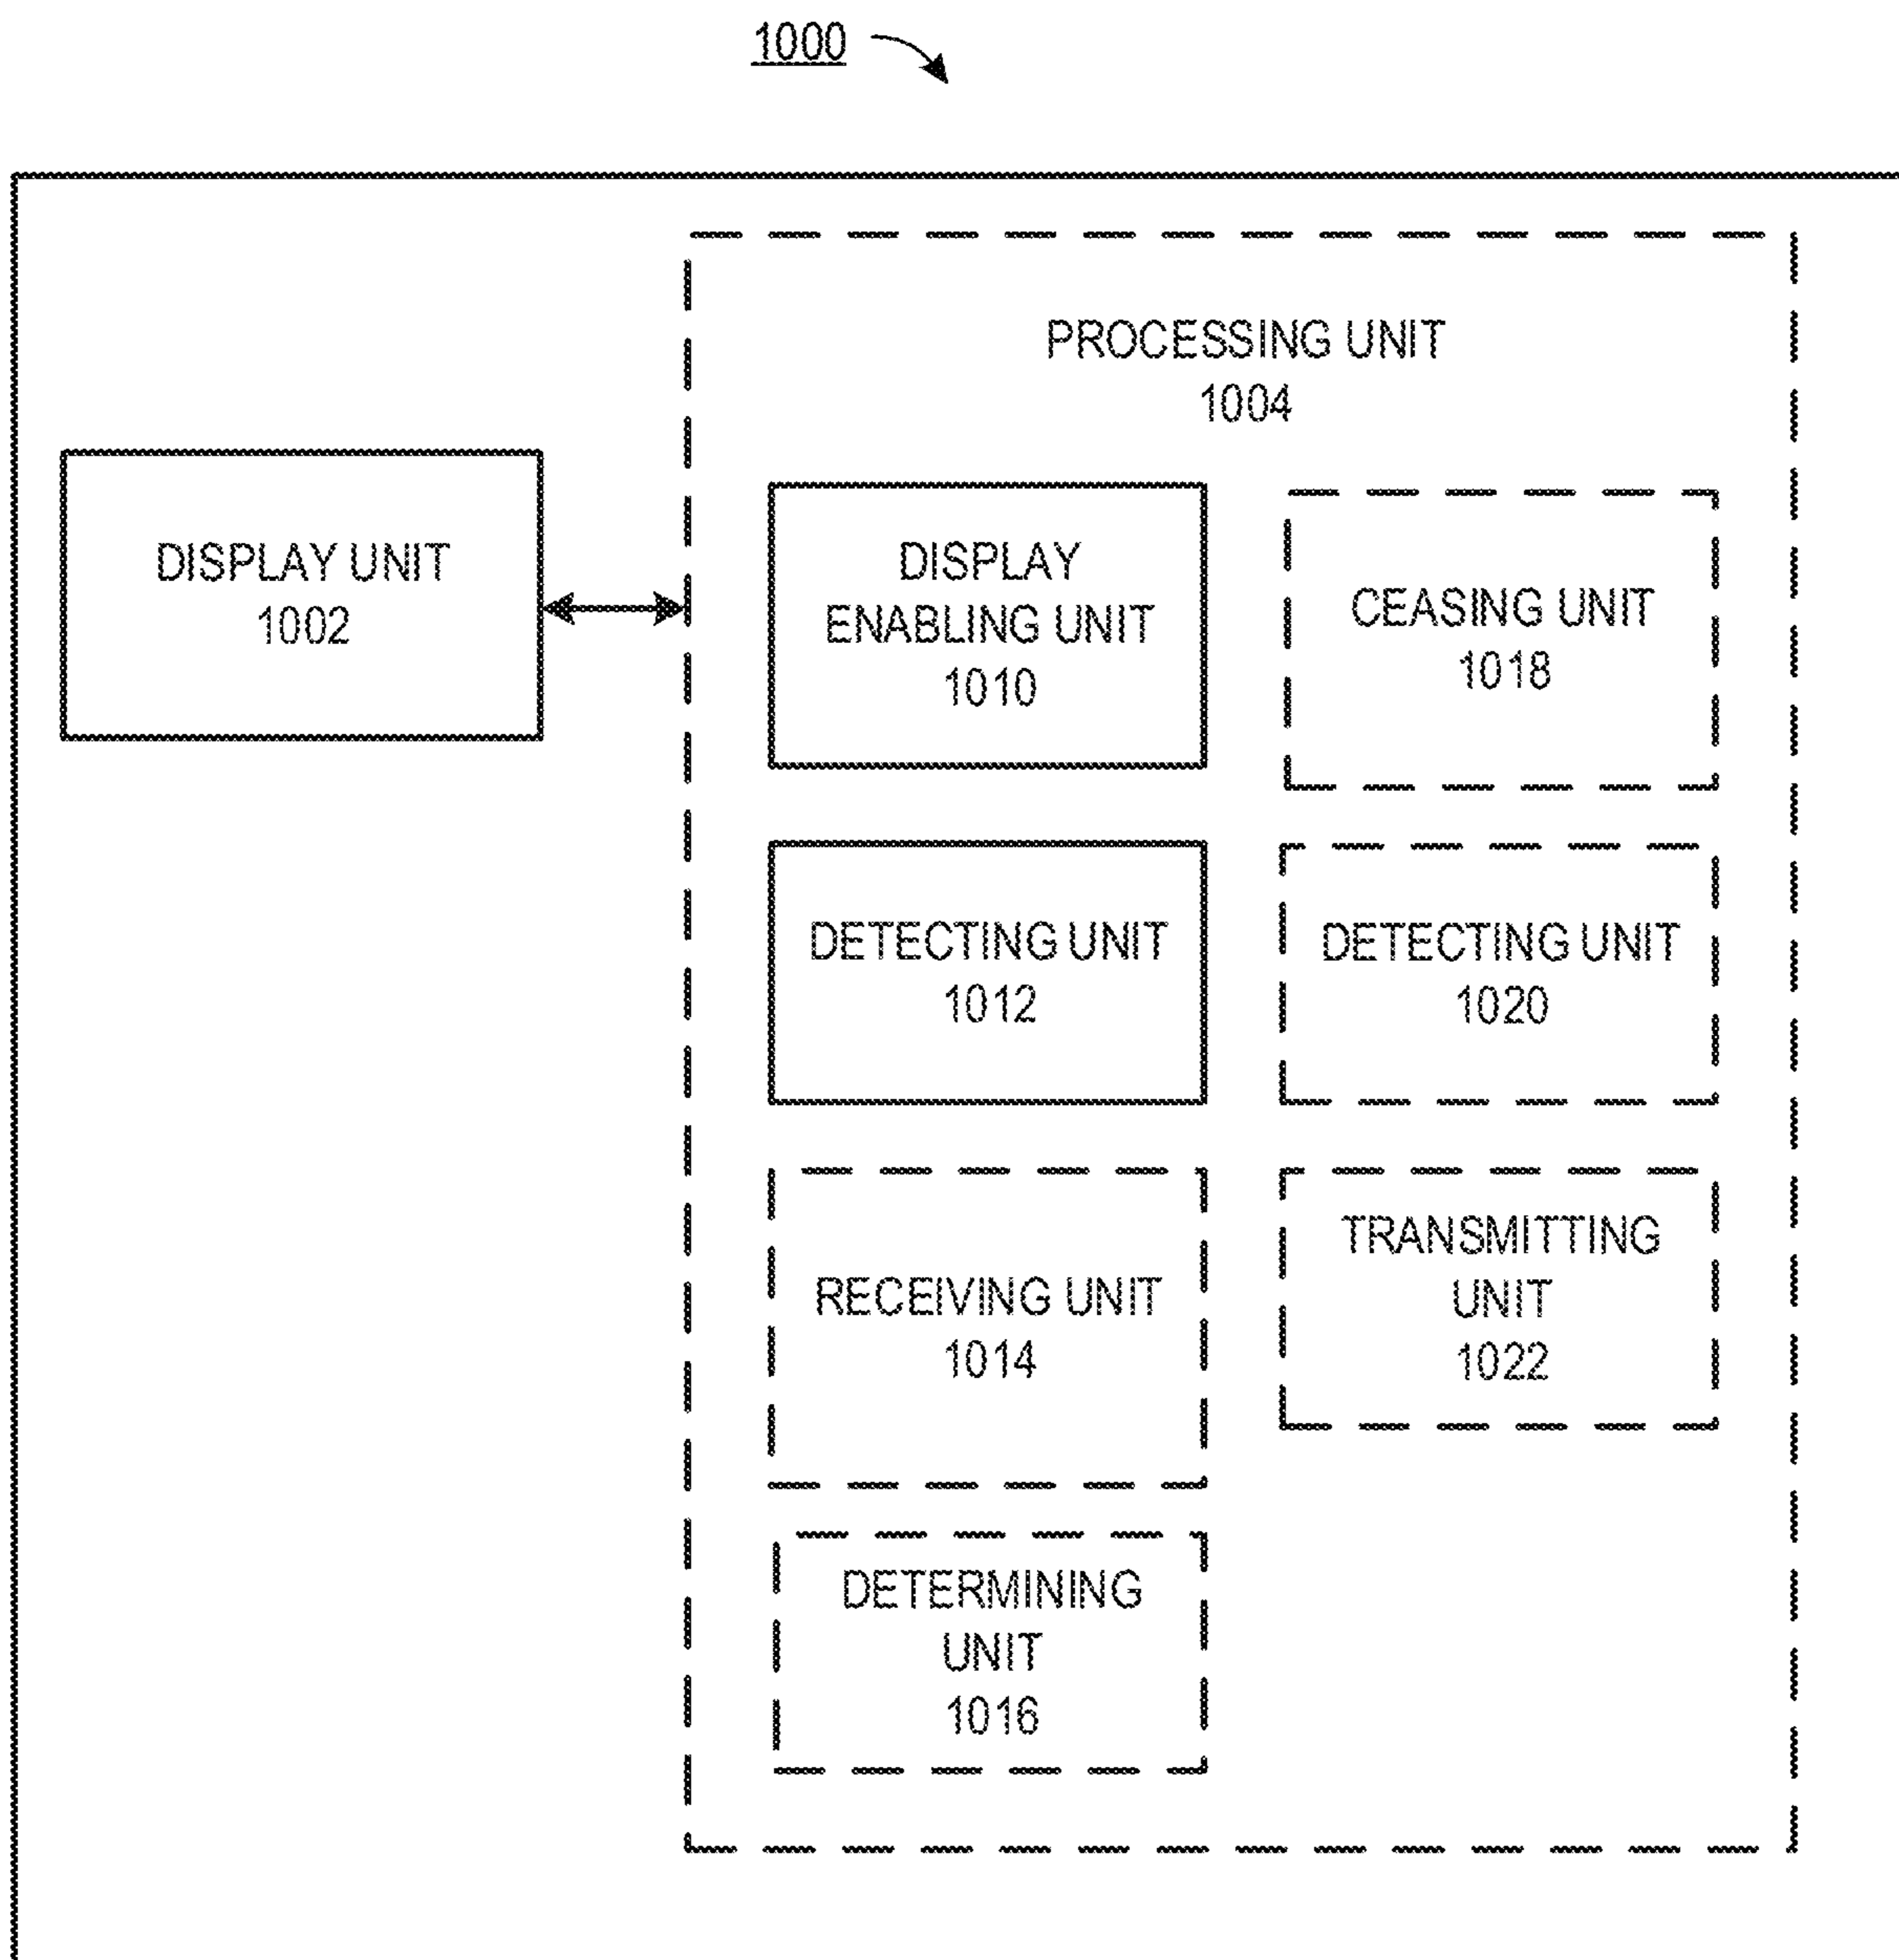 1000
PROCESSING UNIT
1004
DISPLAY UNIT
1002
DISPLAY
ENABLING UNIT
1010
CEASING UNIT
1018
DETECTING UNIT
1012
DETECTING UNIT
1020
RECEIVING UNIT
1014
TRANSMITTING
UNIT
1022
DETERMINING
UNIT
1016